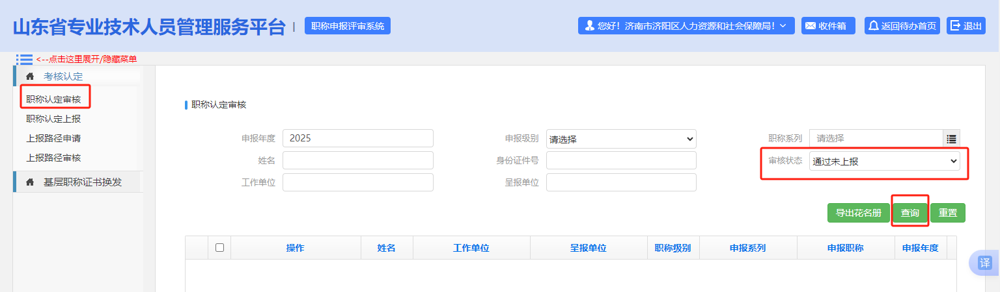 山东省专业技术人员管理服务平台 | 职称申报评审系统 您好！济南市济阳区人力资源和社会保障局！ 收件箱 返回待办首页 退出
<--点击这里展开/隐藏菜单
考核认定
职称认定审核
职称认定上报
上报路径申请
上报路径审核
基层职称证书换发
职称认定审核
申报年度 2025 申报级别 请选择 职称系列 请选择
姓名 身份证件号 审核状态 通过未上报
工作单位 呈报单位
导出花名册 查询 重置
操作 姓名 工作单位 呈报单位 职称级别 申报系列 申报职称 申报年度
译